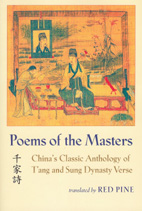 Poems of the Masters
千家詩
China's Classic Anthology of
T'ang and Sung Dynasty Verse
translated by RED PINE